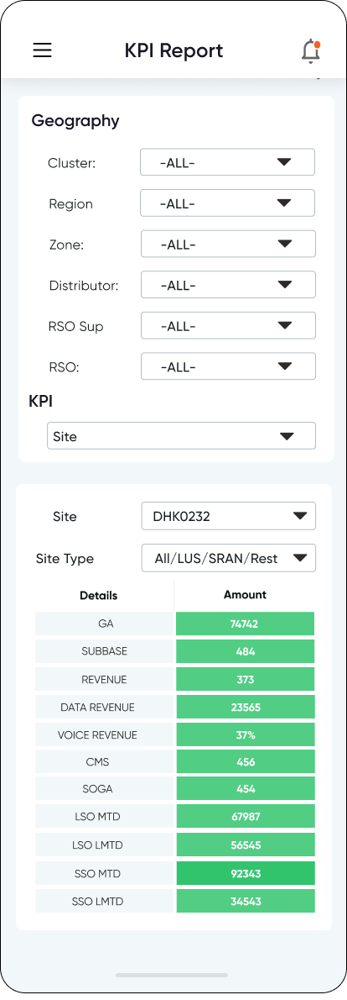 KPI Report
Geography
Cluster: -ALL-
Region -ALL-
Zone: -ALL-
Distributor: -ALL-
RSO Sup -ALL-
RSO: -ALL-
KPI
Site
Site DHK0232
Site Type All/LUS/SRAN/Rest
Details Amount
GA 74742
SUBBASE 484
REVENUE 373
DATA REVENUE 23565
VOICE REVENUE 37%
CMS 456
SOGA 454
LSO MTD 67987
LSO LMTD 56545
SSO MTD 92343
SSO LMTD 34543